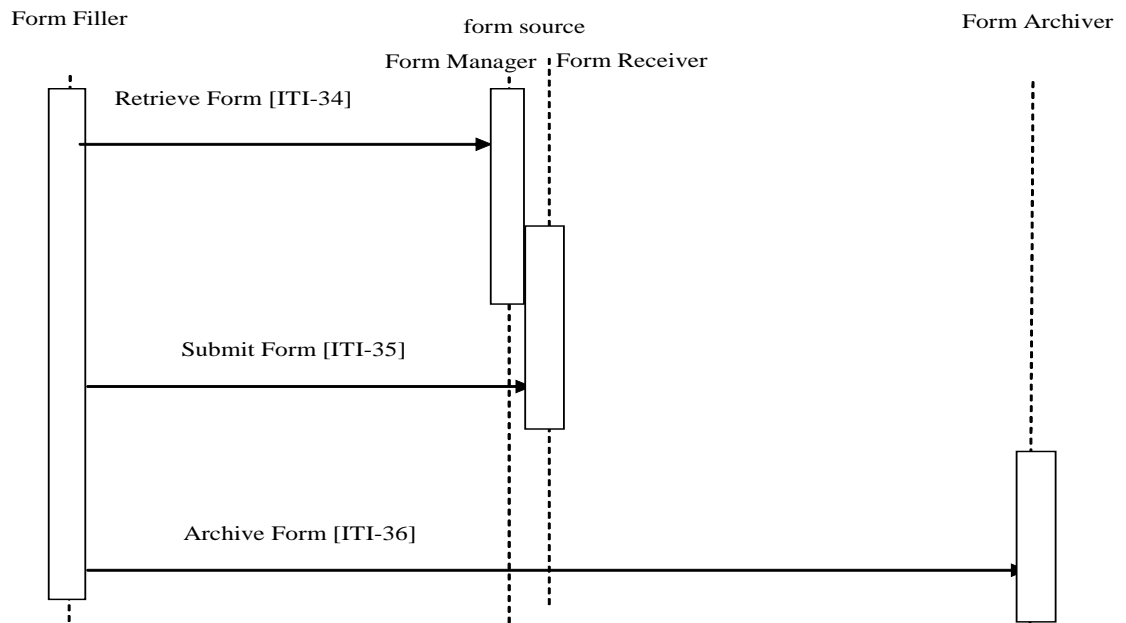 Form Filler
form source
Form Archiver
Form Manager
Form Receiver
Retrieve Form [ITI-34]
Submit Form [ITI-35]
Archive Form [ITI-36]